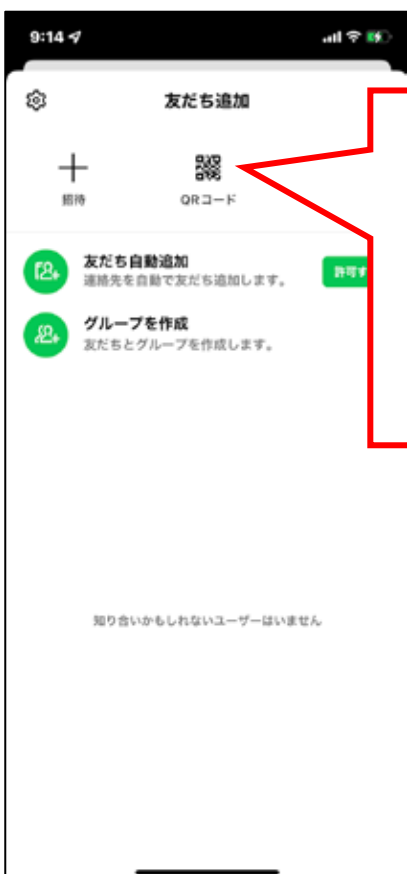 9:14
友だち追加
招待
QRコード
友だち自動追加
連絡先を自動で友だち追加します。
許可す
グループを作成
友だちとグループを作成します。
知り合いかもしれないユーザーはいません